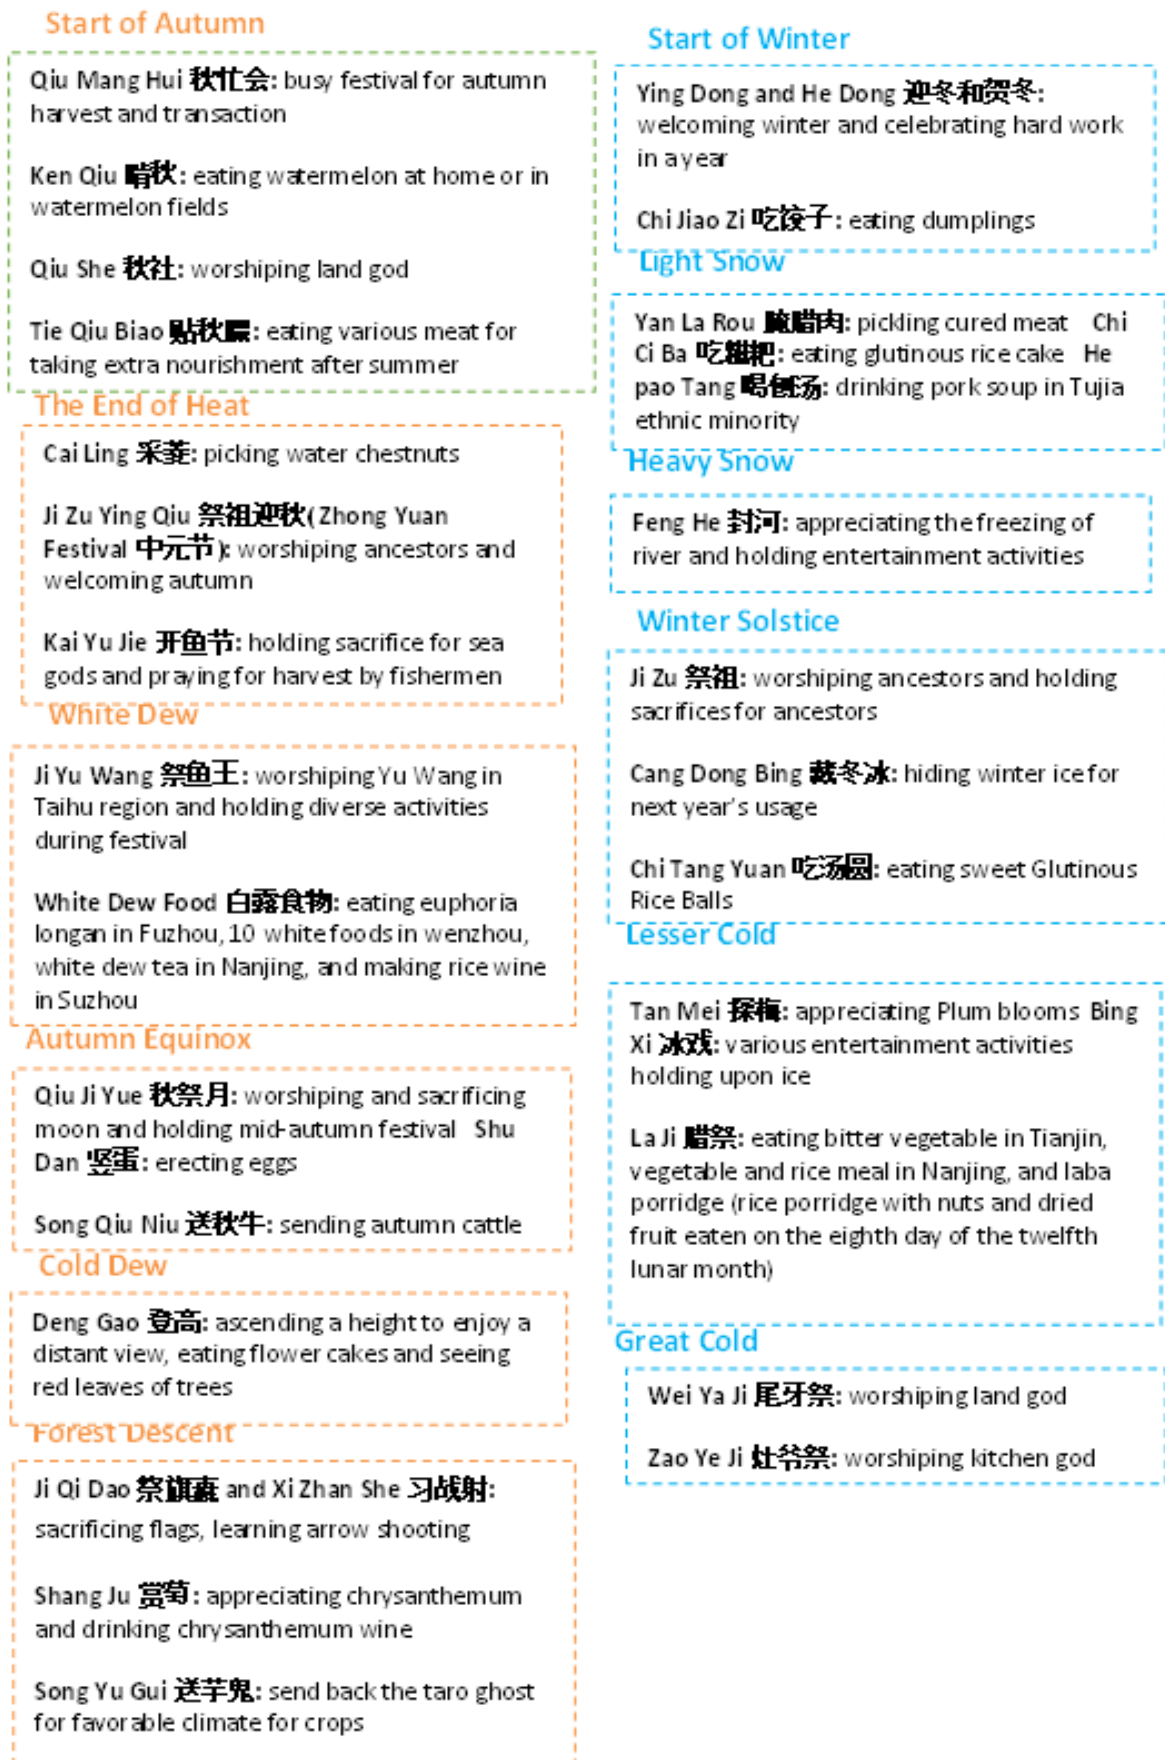 Start of Autumn
Qiu Mang Hui 秋忙会: busy festival for autumn
harvest and transaction
Ken Qiu 啃秋: eating watermelon at home or in
watermelon fields
Qiu She 秋社: worshiping land god
Tie Qiu Biao 贴秋膘: eating various meat for
taking extra nourishment after summer
The End of Heat
Cai Ling 采菱: picking water chestnuts
Ji Zu Ying Qiu 祭祖迎秋(Zhong Yuan
Festival 中元节): worshiping ancestors and
welcoming autumn
Kai Yu Jie 开鱼节: holding sacrifice for sea
gods and praying for harvest by fishermen
White Dew
Ji Yu Wang 祭鱼王: worshiping Yu Wang in
Taihu region and holding diverse activities
during festival
White Dew Food 白露食物: eating euphoria
longan in Fuzhou, 10 white foods in wenzhou,
white dew tea in Nanjing, and making rice wine
in Suzhou
Autumn Equinox
Qiu Ji Yue 秋祭月: worshiping and sacrificing
moon and holding mid-autumn festival Shu
Dan 竖蛋: erecting eggs
Song Qiu Niu 送秋牛: sending autumn cattle
Cold Dew
Deng Gao 登高: ascending a height to enjoy a
distant view, eating flower cakes and seeing
red leaves of trees
Forest Descent
Ji Qi Dao 祭旗纛 and Xi Zhan She 习战射:
sacrificing flags, learning arrow shooting
Shang Ju 赏菊: appreciating chrysanthemum
and drinking chrysanthemum wine
Song Yu Gui 送芋鬼: send back the taro ghost
for favorable climate for crops
Start of Winter
Ying Dong and He Dong 迎冬和贺冬:
welcoming winter and celebrating hard work
in a year
Chi Jiao Zi 吃饺子: eating dumplings
Light Snow
Yan La Rou 腌腊肉: pickling cured meat Chi
Ci Ba 吃糍粑: eating glutinous rice cake He
pao Tang 喝刨汤: drinking pork soup in Tujia
ethnic minority
Heavy Snow
Feng He 封河: appreciating the freezing of
river and holding entertainment activities
Winter Solstice
Ji Zu 祭祖: worshiping ancestors and holding
sacrifices for ancestors
Cang Dong Bing 藏冬冰: hiding winter ice for
next year's usage
Chi Tang Yuan 吃汤圆: eating sweet Glutinous
Rice Balls
Lesser Cold
Tan Mei 探梅: appreciating Plum blooms Bing
Xi 冰戏: various entertainment activities
holding upon ice
La Ji 腊祭: eating bitter vegetable in Tianjin,
vegetable and rice meal in Nanjing, and laba
porridge (rice porridge with nuts and dried
fruit eaten on the eighth day of the twelfth
lunar month)
Great Cold
Wei Ya Ji 尾牙祭: worshiping land god
Zao Ye Ji 灶爷祭: worshiping kitchen god